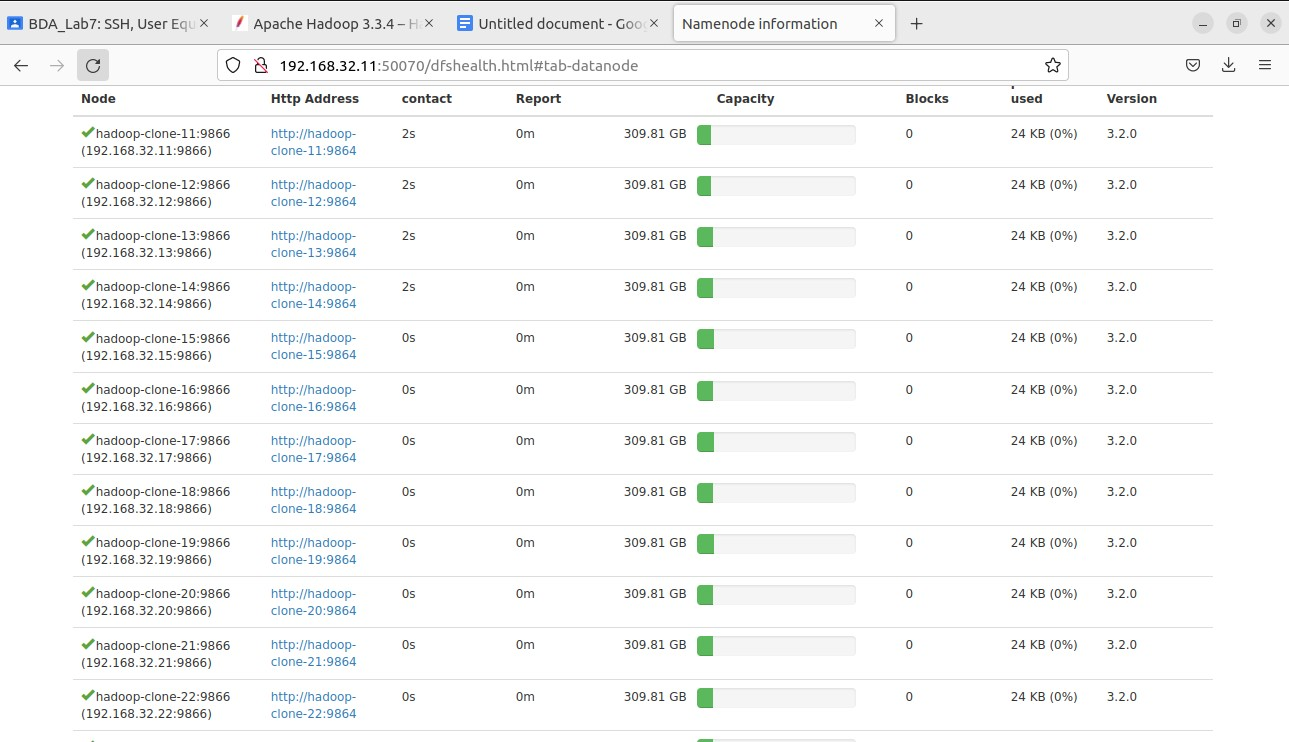 BDA_Lab7: SSH, User Equ
Apache Hadoop 3.3.4 – H
Untitled document - Goo
Namenode information
192.168.32.11:50070/dfshealth.html#tab-datanode
Node Http Address contact Report Capacity Blocks used Version
hadoop-clone-11:9866 http://hadoop- 2s 0m 309.81 GB 0 24 KB (0%) 3.2.0
(192.168.32.11:9866) clone-11:9864
hadoop-clone-12:9866 http://hadoop- 2s 0m 309.81 GB 0 24 KB (0%) 3.2.0
(192.168.32.12:9866) clone-12:9864
hadoop-clone-13:9866 http://hadoop- 2s 0m 309.81 GB 0 24 KB (0%) 3.2.0
(192.168.32.13:9866) clone-13:9864
hadoop-clone-14:9866 http://hadoop- 2s 0m 309.81 GB 0 24 KB (0%) 3.2.0
(192.168.32.14:9866) clone-14:9864
hadoop-clone-15:9866 http://hadoop- 0s 0m 309.81 GB 0 24 KB (0%) 3.2.0
(192.168.32.15:9866) clone-15:9864
hadoop-clone-16:9866 http://hadoop- 0s 0m 309.81 GB 0 24 KB (0%) 3.2.0
(192.168.32.16:9866) clone-16:9864
hadoop-clone-17:9866 http://hadoop- 0s 0m 309.81 GB 0 24 KB (0%) 3.2.0
(192.168.32.17:9866) clone-17:9864
hadoop-clone-18:9866 http://hadoop- 0s 0m 309.81 GB 0 24 KB (0%) 3.2.0
(192.168.32.18:9866) clone-18:9864
hadoop-clone-19:9866 http://hadoop- 0s 0m 309.81 GB 0 24 KB (0%) 3.2.0
(192.168.32.19:9866) clone-19:9864
hadoop-clone-20:9866 http://hadoop- 0s 0m 309.81 GB 0 24 KB (0%) 3.2.0
(192.168.32.20:9866) clone-20:9864
hadoop-clone-21:9866 http://hadoop- 0s 0m 309.81 GB 0 24 KB (0%) 3.2.0
(192.168.32.21:9866) clone-21:9864
hadoop-clone-22:9866 http://hadoop- 0s 0m 309.81 GB 0 24 KB (0%) 3.2.0
(192.168.32.22:9866) clone-22:9864